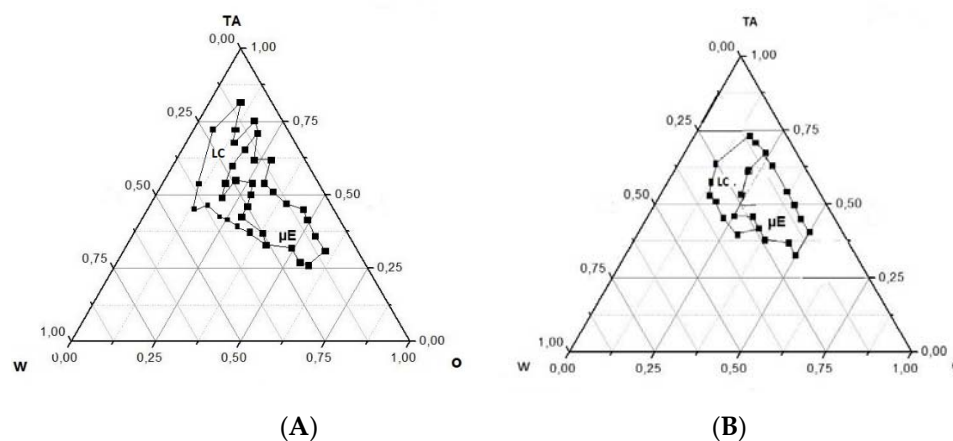 TA
0,00 1,00
0,25 0,75
LC
0,50 0,50
µE
0,75 0,25
1,00 0,00
W 0,00 0,25 0,50 0,75 1,00 O
(A)
TA
0,00 1,00
0,25 0,75
LC
0,50 0,50
µE
0,75 0,25
1,00 0,00
W 0,00 0,25 0,50 0,75 1,00
(B)